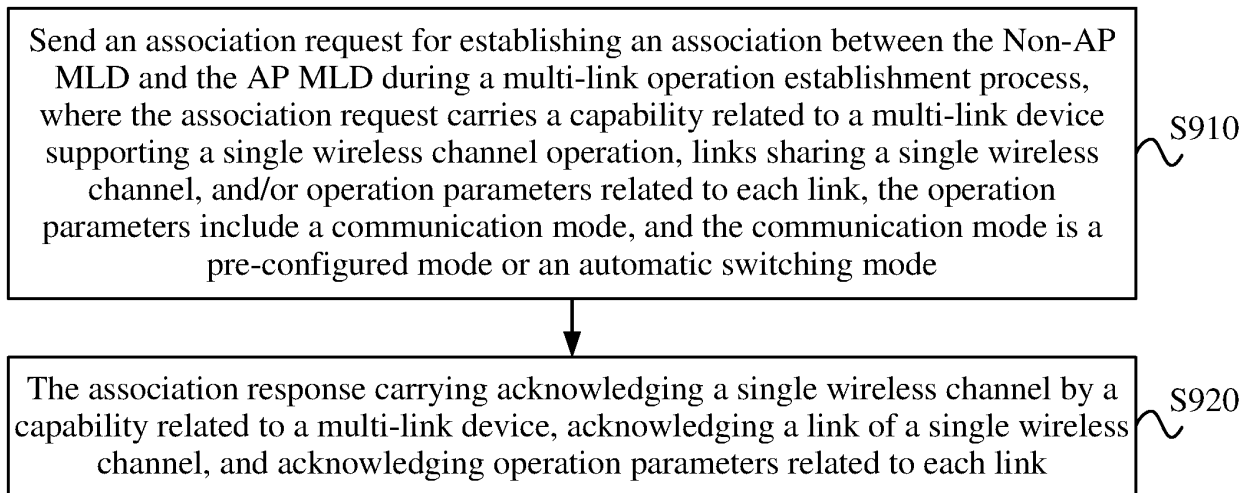 Send an association request for establishing an association between the Non-AP
MLD and the AP MLD during a multi-link operation establishment process,
where the association request carries a capability related to a multi-link device
supporting a single wireless channel operation, links sharing a single wireless
channel, and/or operation parameters related to each link, the operation
parameters include a communication mode, and the communication mode is a
pre-configured mode or an automatic switching mode
S910
The association response carrying acknowledging a single wireless channel by a
capability related to a multi-link device, acknowledging a link of a single wireless
channel, and acknowledging operation parameters related to each link
S920